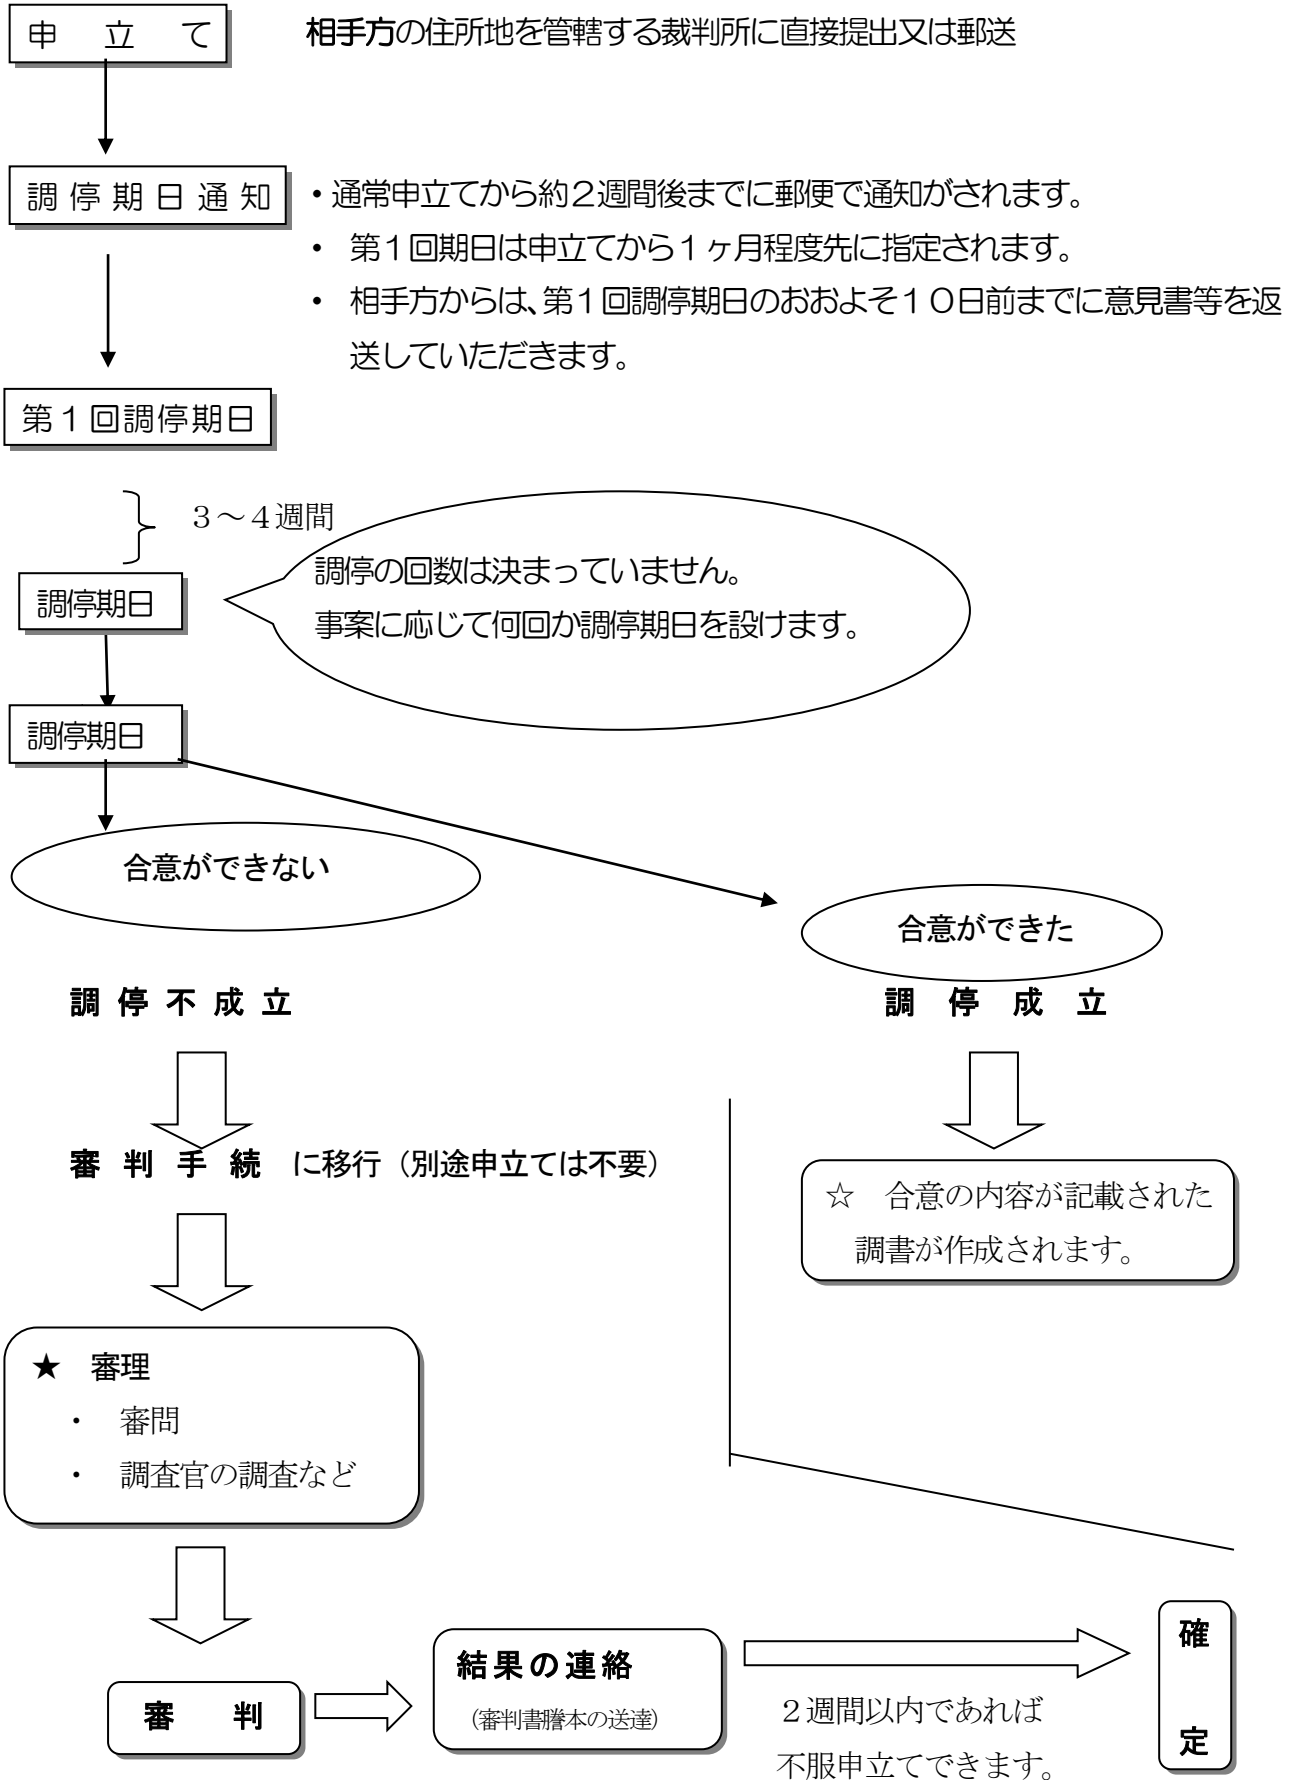 申　立　て
相手方の住所地を管轄する裁判所に直接提出又は郵送
調停期日通知
・通常申立てから約２週間後までに郵便で通知がされます。
・　第１回期日は申立てから１ヶ月程度先に指定されます。
・　相手方からは、第１回調停期日のおおよそ１０日前までに意見書等を返
送していただきます。
第１回調停期日
３～４週間
調停の回数は決まっていません。
事案に応じて何回か調停期日を設けます。
調停期日
調停期日
合意ができない
合意ができた
調停不成立
調　停　成　立
審　判　手　続　に移行（別途申立ては不要）
☆　合意の内容が記載された
調書が作成されます。
★　審理
・　審問
・　調査官の調査など
審　判
結果の連絡
（審判書謄本の送達）
２週間以内であれば
不服申立てできます。
確
定